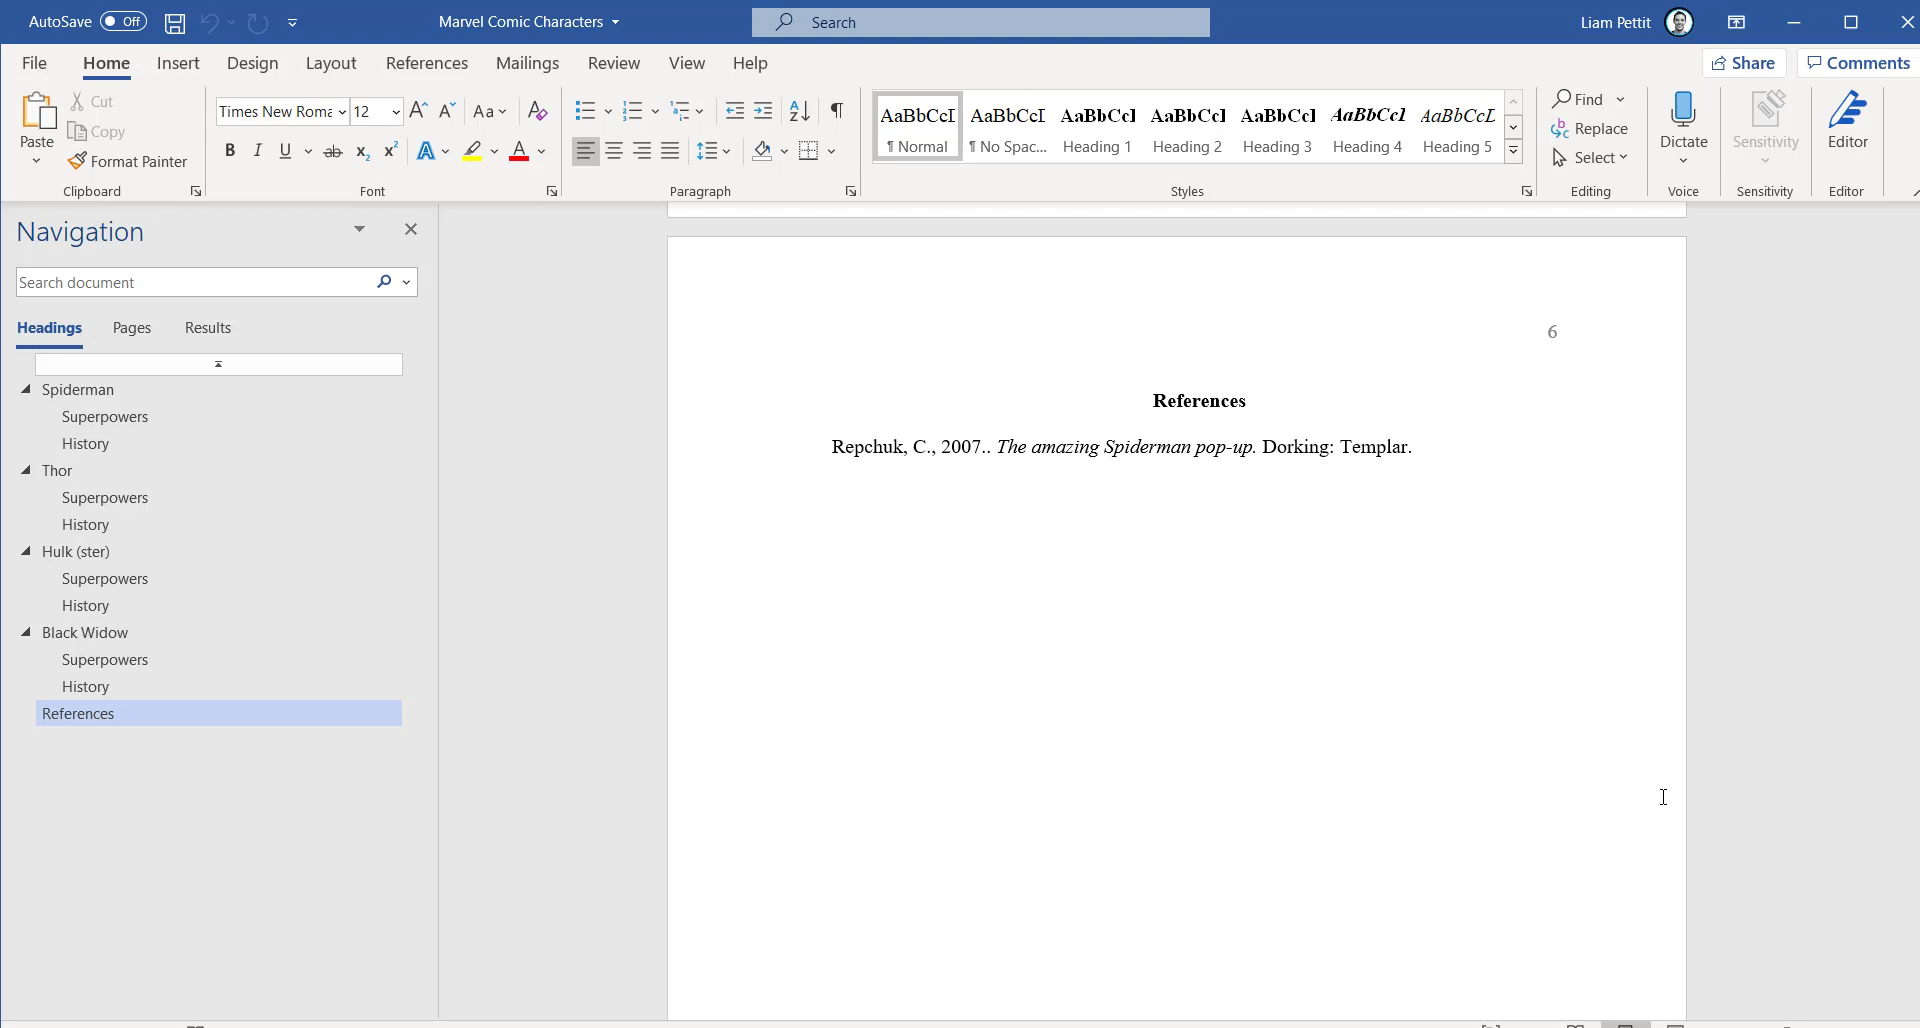 AutoSave Off Marvel Comic Characters Search Liam Pettit
File Home Insert Design Layout References Mailings Review View Help Share Comments
Paste
Cut
Copy
Format Painter
Clipboard
Times New Roma 12 Aa
B I U ab x2 x2 A A
Font
Paragraph
AaBbCcI AaBbCcI AaBbCcI AaBbCcI AaBbCcI AaBbCcI AaBbCcL
¶ Normal ¶ No Spac... Heading 1 Heading 2 Heading 3 Heading 4 Heading 5
Styles
Find
Replace
Select
Editing
Dictate
Voice
Sensitivity
Sensitivity
Editor
Editor
Navigation
Search document
Headings Pages Results
Spiderman
Superpowers
History
Thor
Superpowers
History
Hulk (ster)
Superpowers
History
Black Widow
Superpowers
History
References
6
References
Repchuk, C., 2007.. The amazing Spiderman pop-up. Dorking: Templar.